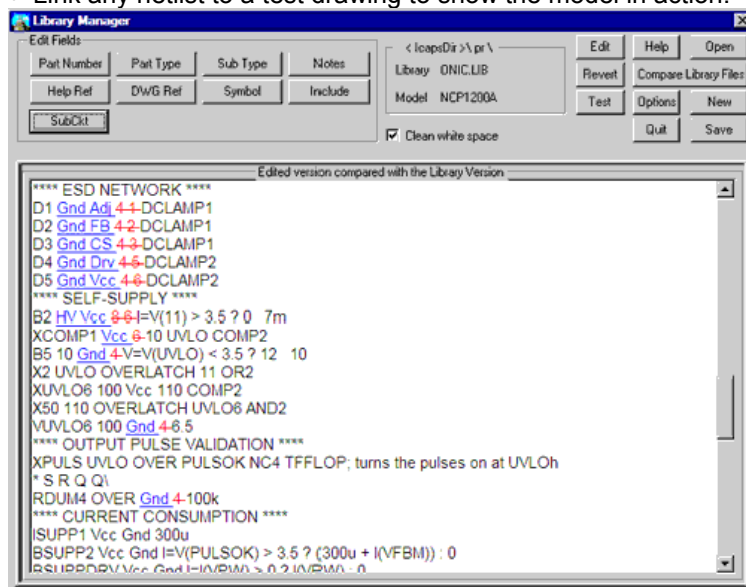 Link any netlist to a test drawing to show the model in action.
Library Manager
Edit Fields
Part Number Part Type Sub Type Notes
Help Ref DWG Ref Symbol Include
SubCkt
< IcapsDir >\ pr \
Library ONIC.LIB
Model NCP1200A
Clean white space
Edit Help Open
Revert Compare Library Files
Test Options New
Quit Save
Edited version compared with the Library Version
**** ESD NETWORK ****
D1 Gnd Adj 4 1 DCLAMP1
D2 Gnd FB 4 2 DCLAMP1
D3 Gnd CS 4 3 DCLAMP1
D4 Gnd Drv 4 5 DCLAMP2
D5 Gnd Vcc 4 6 DCLAMP2
**** SELF-SUPPLY ****
B2 HV Vcc 8 6 I=V(11) > 3.5 ? 0 7m
XCOMP1 Vcc 6 10 UVLO COMP2
B5 10 Gnd 4 V=V(UVLO) < 3.5 ? 12 10
X2 UVLO OVERLATCH 11 OR2
XUVLO6 100 Vcc 110 COMP2
X50 110 OVERLATCH UVLO6 AND2
VUVLO6 100 Gnd 4 6.5
**** OUTPUT PULSE VALIDATION ****
XPULS UVLO OVER PULSOK NC4 TFFLOP; turns the pulses on at UVLOh
* S R Q Q\
RDUM4 OVER Gnd 4 100k
**** CURRENT CONSUMPTION ****
ISUPP1 Vcc Gnd 300u
BSUPP2 Vcc Gnd I=V(PULSOK) > 3.5 ? (300u + I(VFBM)) : 0
BSUPPDRV Vcc Gnd I=I(VPW) > 0 ? I(VPW) : 0